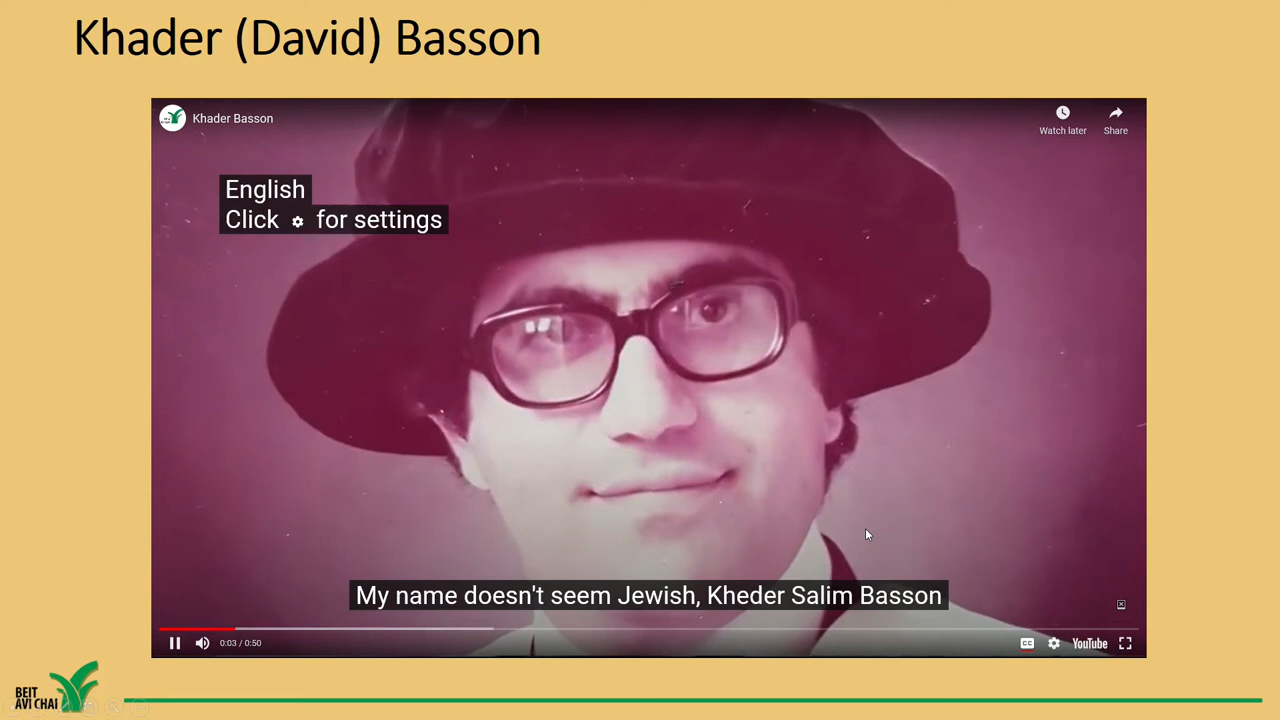 Khader (David) Basson
Khader Basson
Watch later
Share
English
Click for settings
My name doesn't seem Jewish, Kheder Salim Basson
0:03 / 0:50
CC
YouTube
BEIT
AVI CHAI